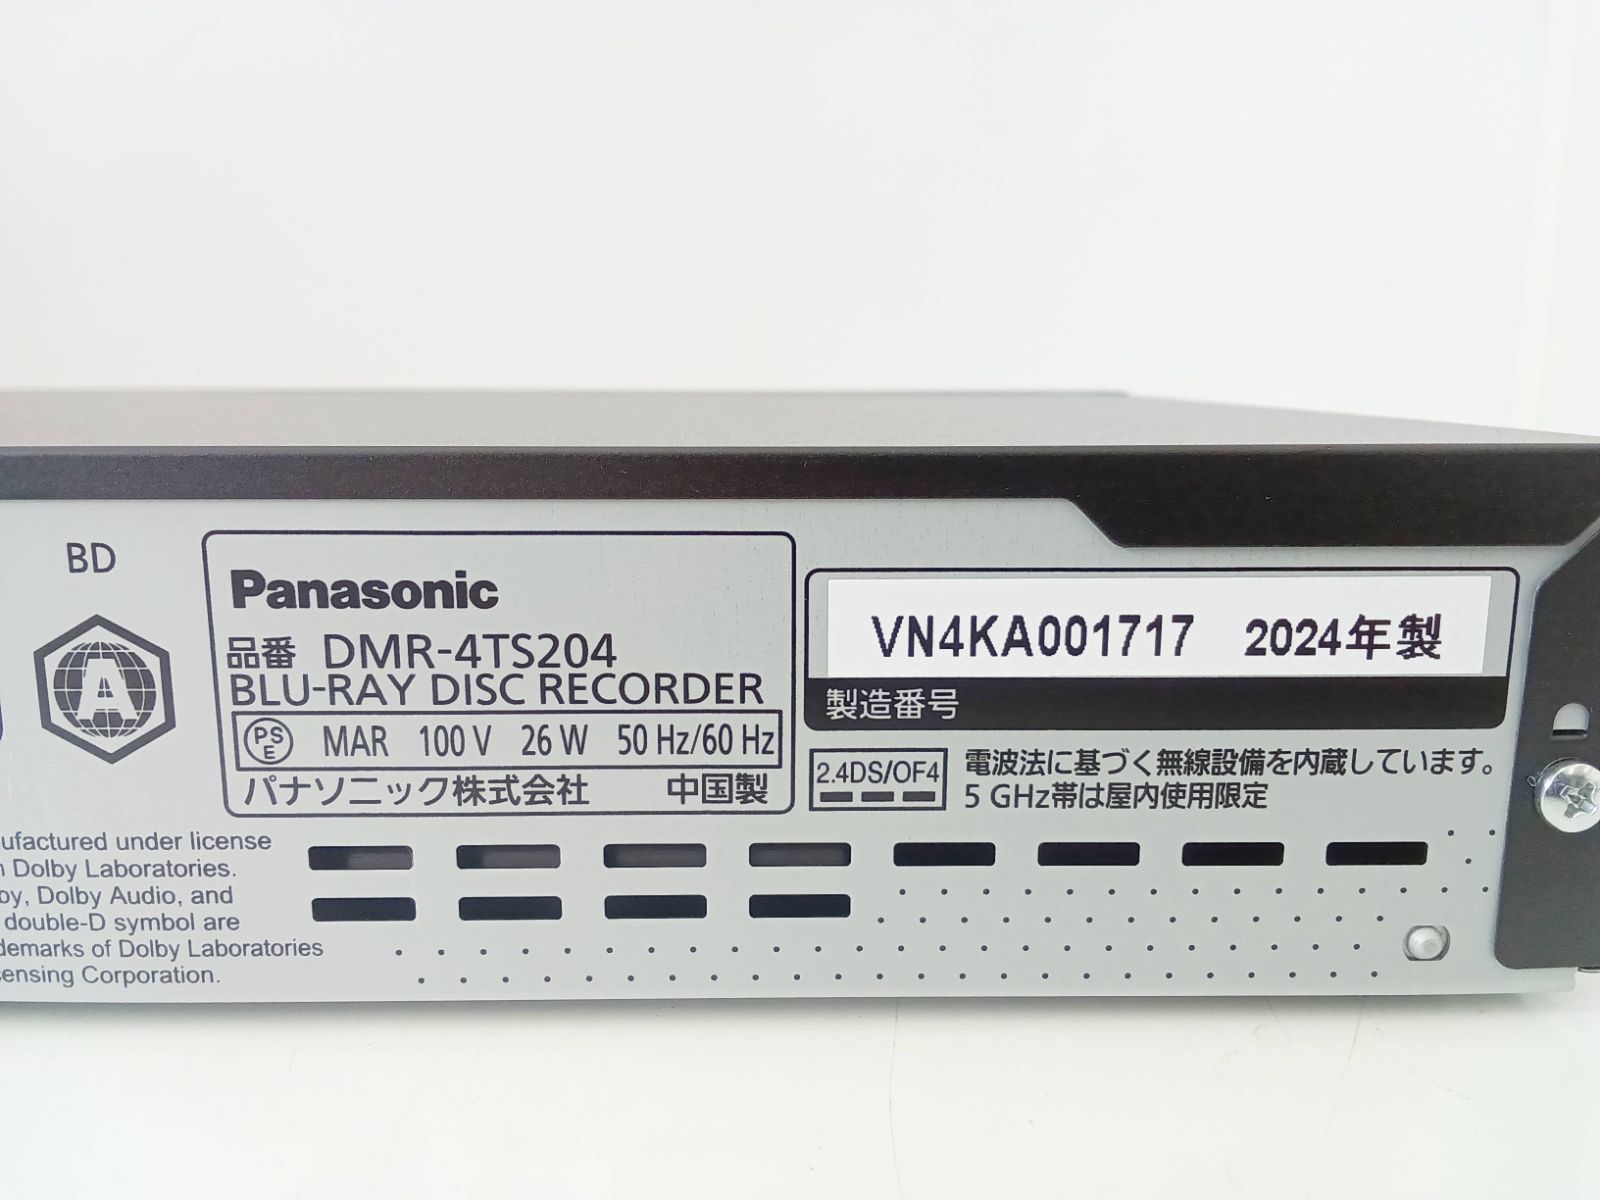 BD
A
Panasonic
品番 DMR-4TS204
BLU-RAY DISC RECORDER
PS E MAR 100 V 26 W 50 Hz/60 Hz
パナソニック株式会社 中国製
VN4KA001717 2024年製
製造番号
2.4DS/OF4
電波法に基づく無線設備を内蔵しています。
5 GHz帯は屋内使用限定
ufactured under license
Dolby Laboratories.
by, Dolby Audio, and
double-D symbol are
demarks of Dolby Laboratories
ensing Corporation.